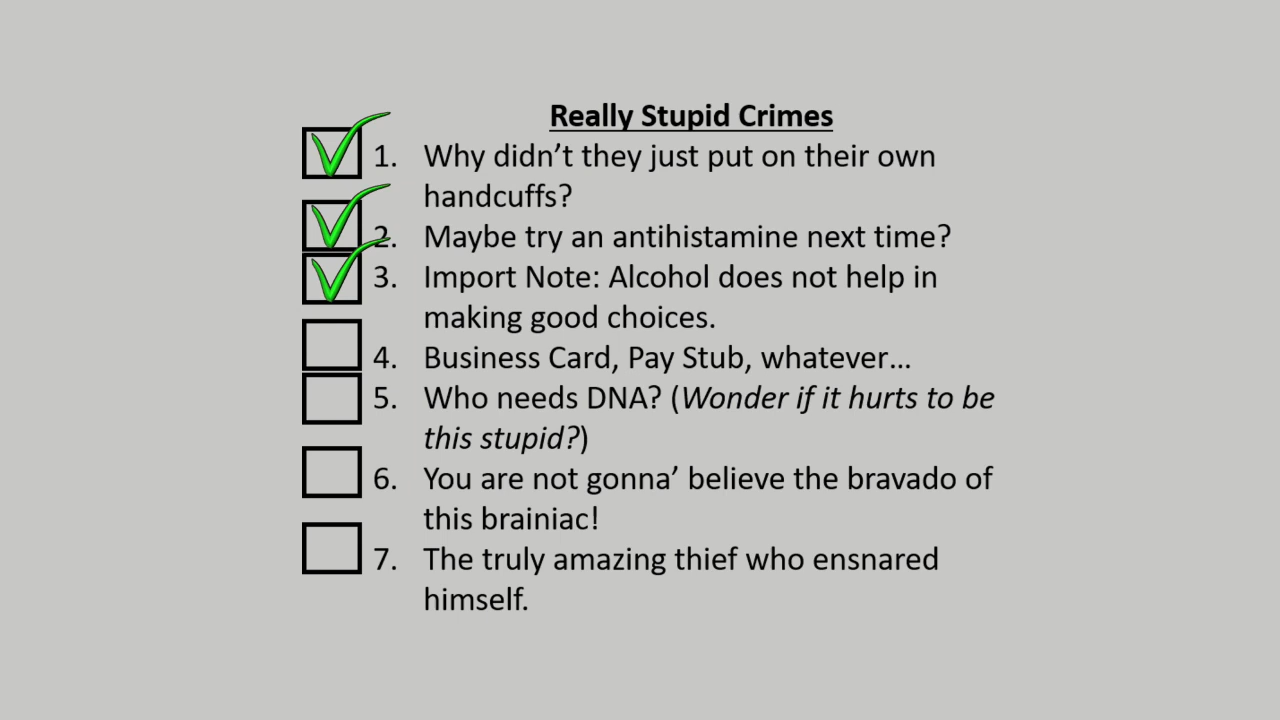 Really Stupid Crimes
1. Why didn’t they just put on their own
handcuffs?
2. Maybe try an antihistamine next time?
3. Import Note: Alcohol does not help in
making good choices.
4. Business Card, Pay Stub, whatever…
5. Who needs DNA? (Wonder if it hurts to be
this stupid?)
6. You are not gonna’ believe the bravado of
this brainiac!
7. The truly amazing thief who ensnared
himself.